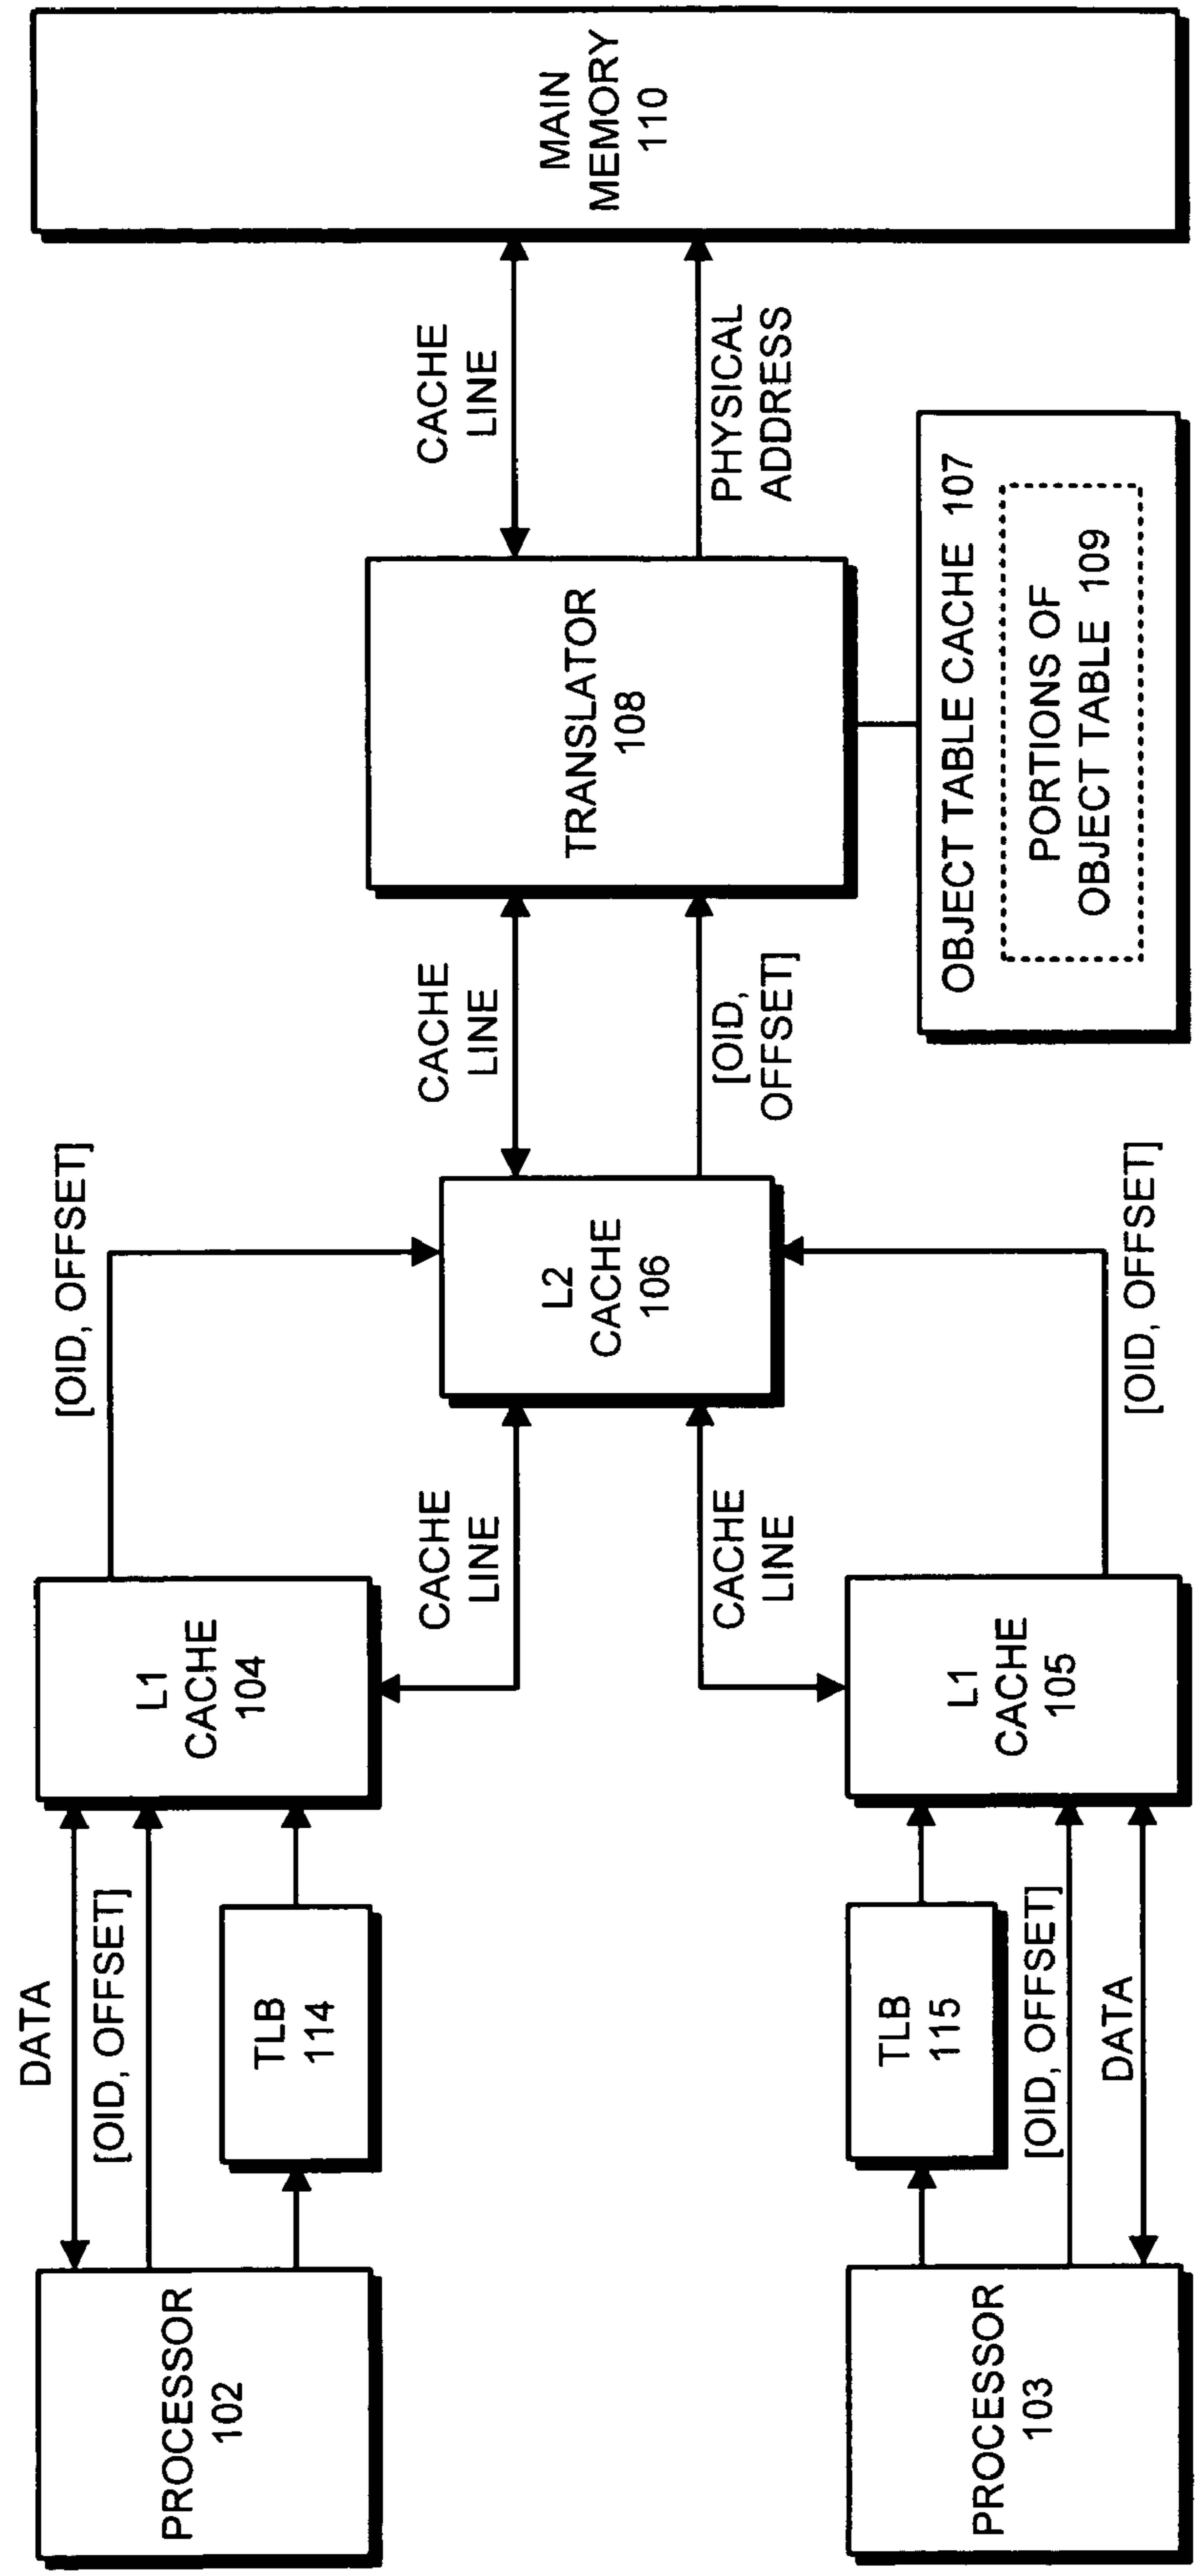 DATA
[OID, OFFSET]
PROCESSOR
102
TLB
114
L1
CACHE
104
[OID, OFFSET]
CACHE
LINE
PROCESSOR
103
TLB
115
[OID, OFFSET]
DATA
L1
CACHE
105
CACHE
LINE
[OID, OFFSET]
L2
CACHE
106
CACHE
LINE
[OID,
OFFSET]
TRANSLATOR
108
OBJECT TABLE CACHE 107
PORTIONS OF
OBJECT TABLE 109
CACHE
LINE
PHYSICAL
ADDRESS
MAIN
MEMORY
110